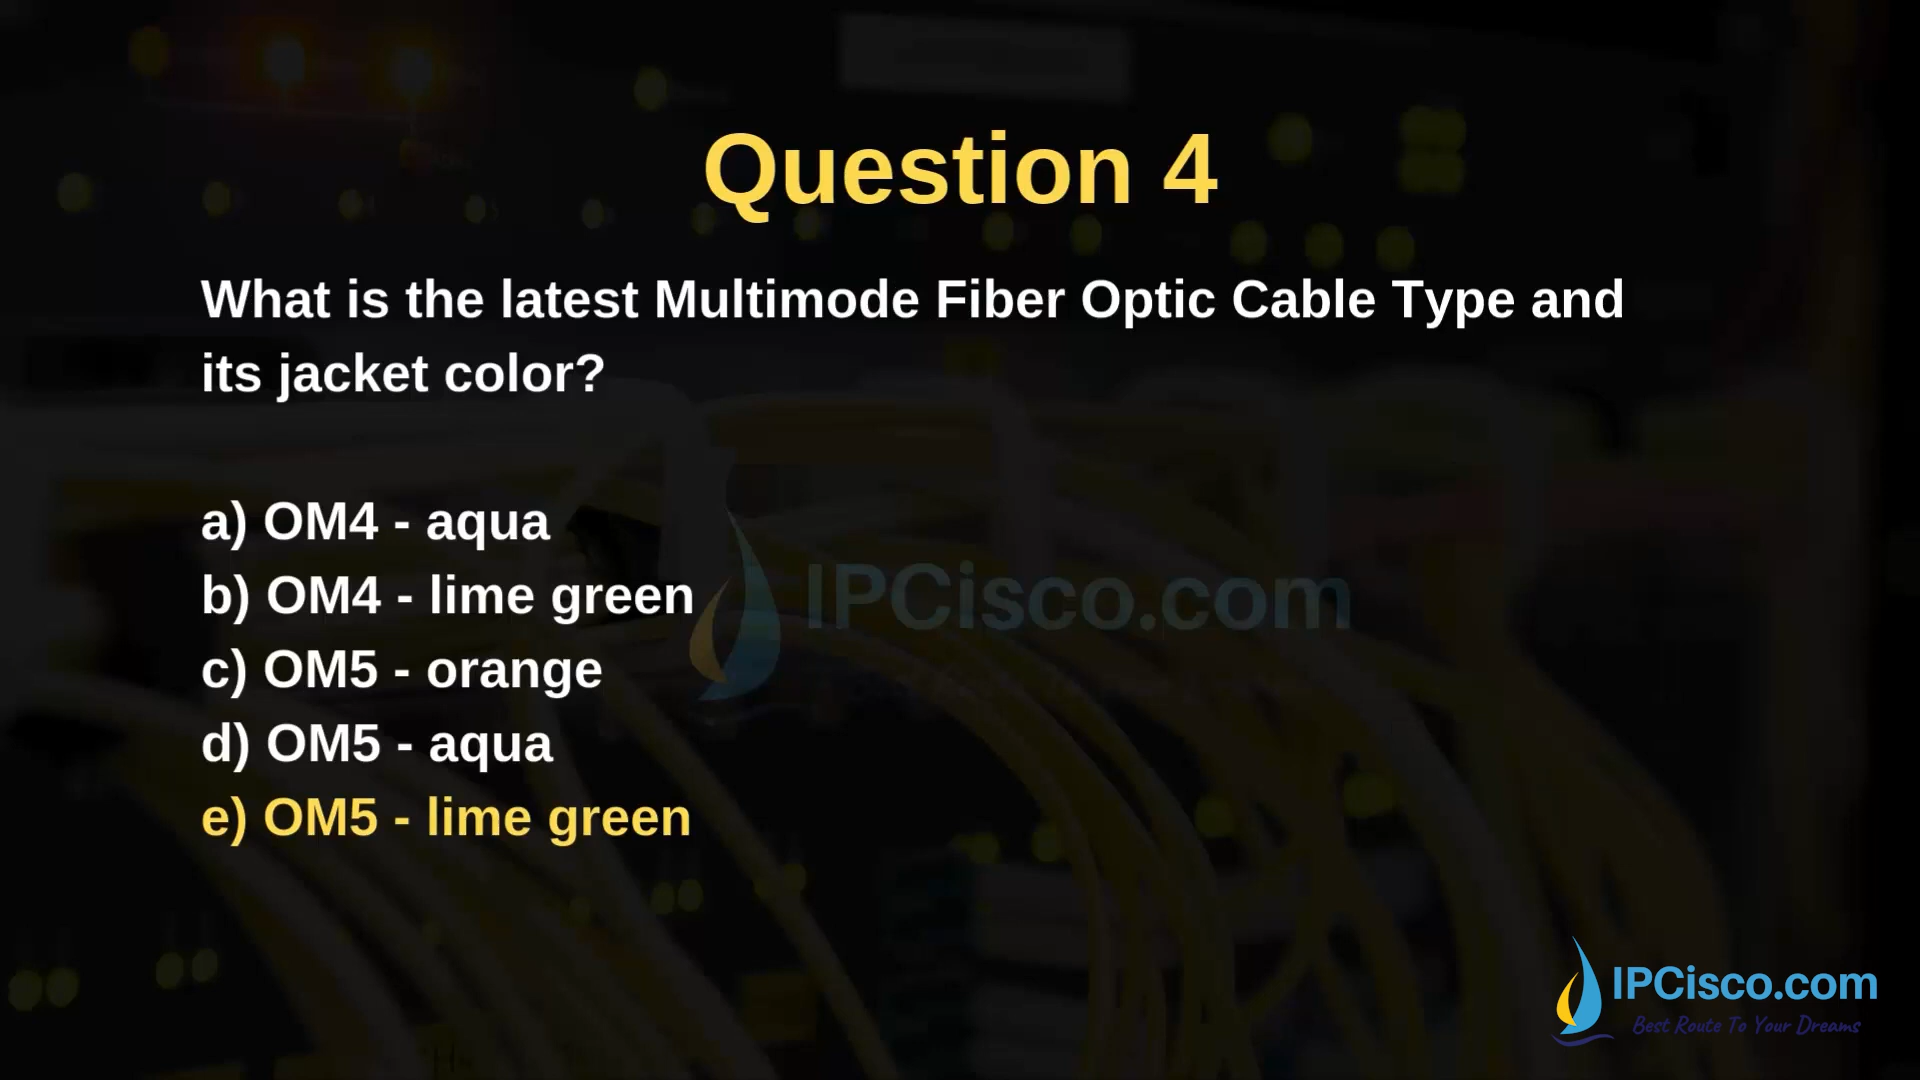 Question 4
What is the latest Multimode Fiber Optic Cable Type and
its jacket color?
a) OM4 - aqua
b) OM4 - lime green
c) OM5 - orange
d) OM5 - aqua
e) OM5 - lime green
IPCisco.com
IPCisco.com
Best Route To Your Dreams